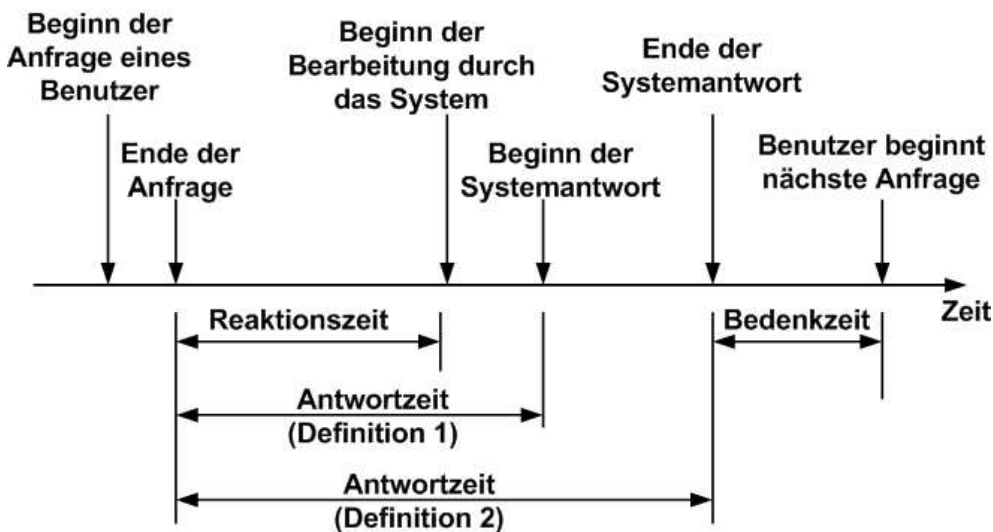 Beginn der
Anfrage eines
Benutzer
Ende der
Anfrage
Beginn der
Bearbeitung durch
das System
Beginn der
Systemantwort
Ende der
Systemantwort
Benutzer beginnt
nächste Anfrage
Zeit
Reaktionszeit
Bedenkzeit
Antwortzeit
(Definition 1)
Antwortzeit
(Definition 2)